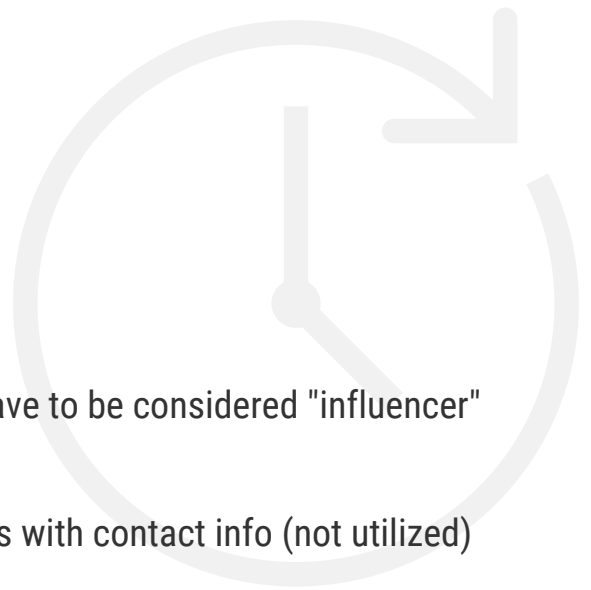 ave to be considered "influencer"
s with contact info (not utilized)